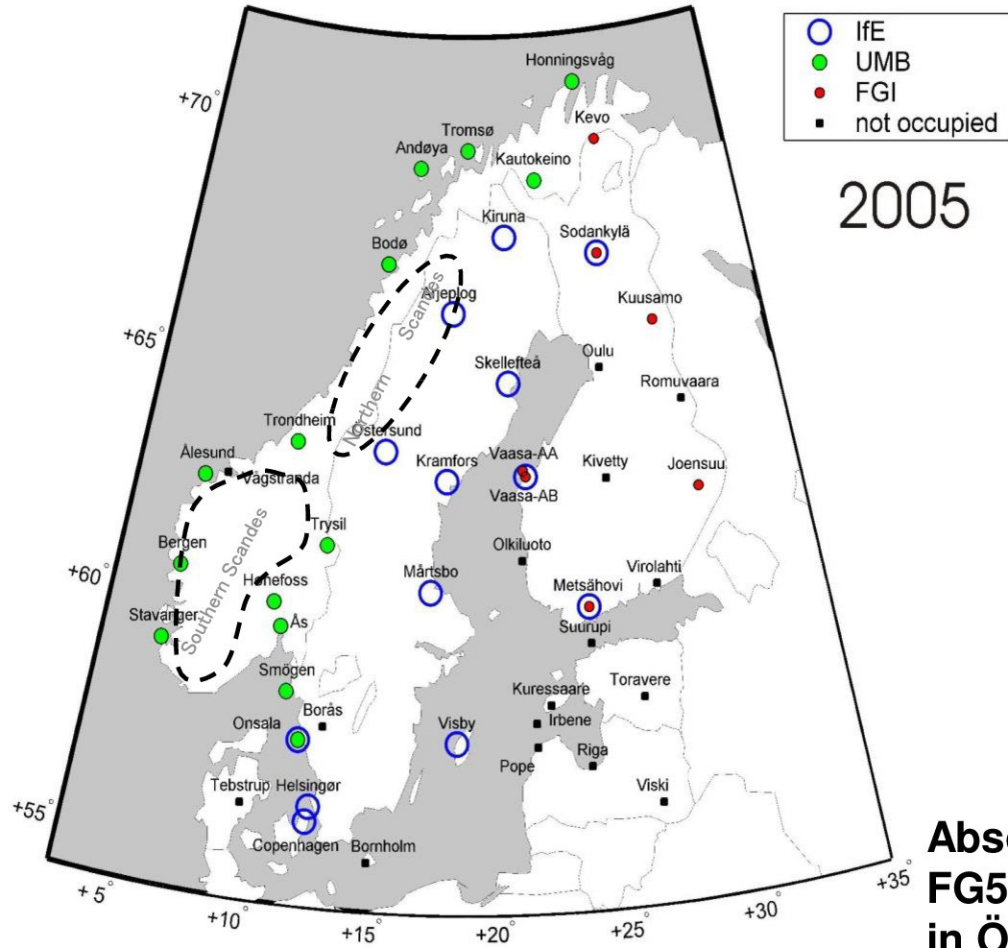 IfE
UMB
FGI
not occupied
2005
Honningsvåg
+70°
Kevo
Tromsø
Andøya
Kautokeino
Kiruna
Sodankylä
Bodø
Arjeplog
Northern Scandes
Kuusamo
+65°
Skellefteå
Oulu
Romuvaara
Trondheim
Östersund
Ålesund
Vågstranda
Kramfors
Vaasa-AA
Vaasa-AB
Kivetty
Joensuu
Trysil
Bergen
Olkiluoto
+60°
Southern Scandes
Hønefoss
Mårtsbo
Metsähovi
Virolahti
Stavanger
Ås
Suurupi
Smögen
Kuressaare
Toravere
Borås
Onsala
Visby
Irbene
Pope
Riga
Tebstrup
Helsingør
Viski
+55°
Copenhagen
Bornholm
+ 5°
+10°
+15°
+20°
+25°
+30°
+35°
Abs
FG5
in Ö